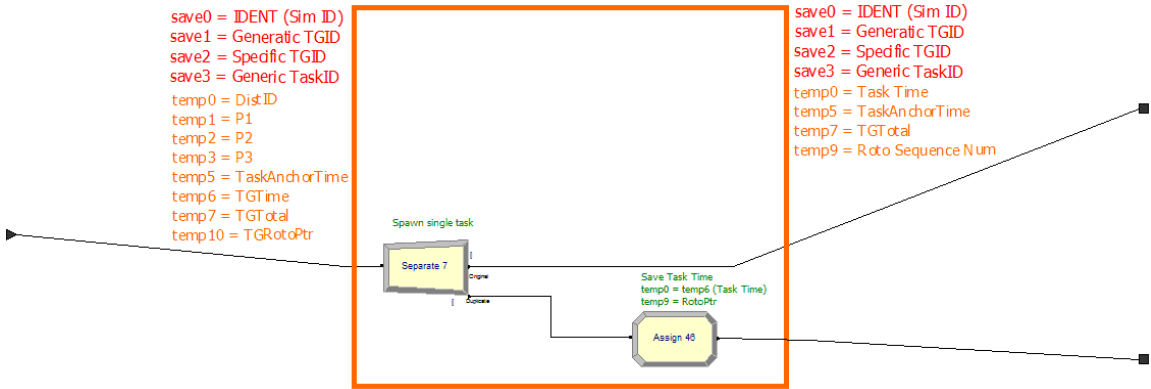 save0 = IDENT (Sim ID)
save1 = Generatic TGID
save2 = Specific TGID
save3 = Generic TaskID
temp0 = DistID
temp1 = P1
temp2 = P2
temp3 = P3
temp5 = TaskAnchorTime
temp6 = TGTime
temp7 = TGTotal
temp10 = TGRotoPtr
Spawn single task
Separate 7
Original
Duplicate
Save Task Time
temp0 = temp6 (Task Time)
temp9 = RotoPtr
Assign 46
save0 = IDENT (Sim ID)
save1 = Generatic TGID
save2 = Specific TGID
save3 = Generic TaskID
temp0 = Task Time
temp5 = TaskAnchorTime
temp7 = TGTotal
temp9 = Roto Sequence Num